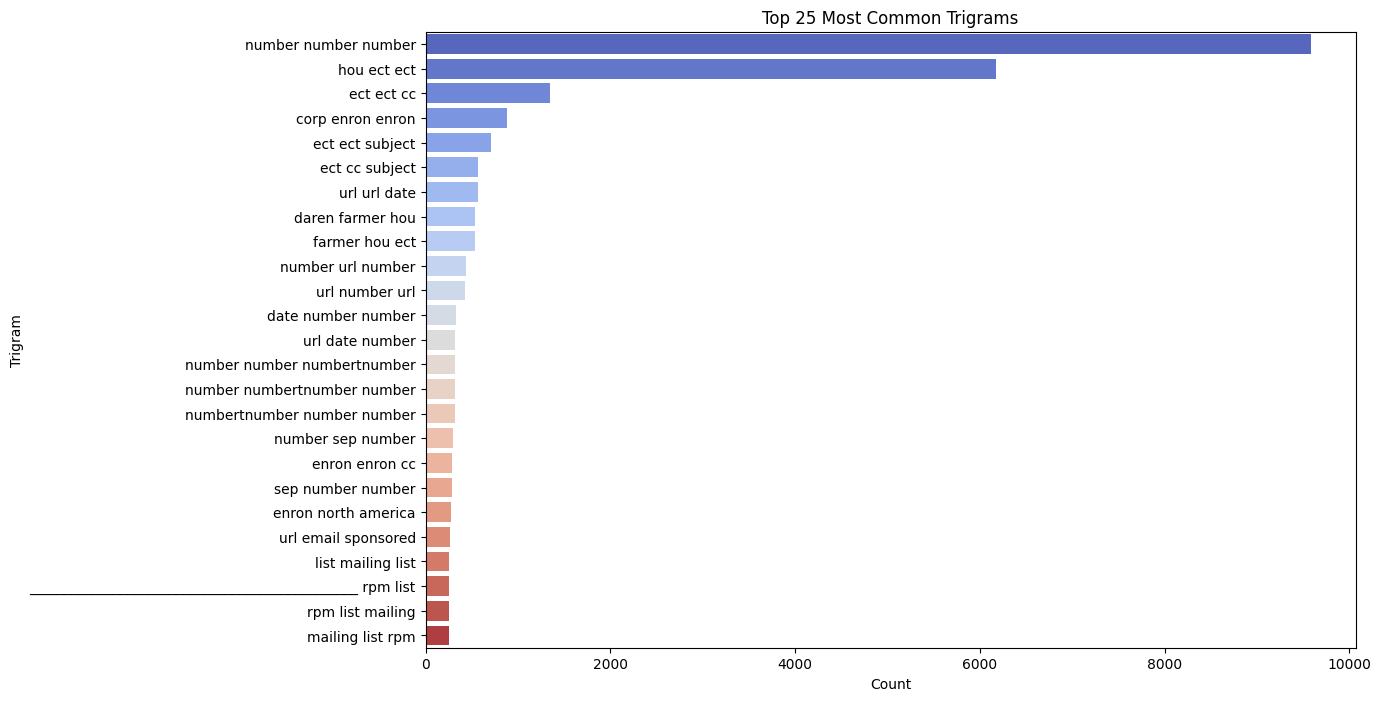 Top 25 Most Common Trigrams
number number number
hou ect ect
ect ect cc
corp enron enron
ect ect subject
ect cc subject
url url date
daren farmer hou
farmer hou ect
number url number
url number url
date number number
url date number
number number numbertnumber
number numbertnumber number
numbertnumber number number
number sep number
enron enron cc
sep number number
enron north america
url email sponsored
list mailing list
_______________________________________________ rpm list
rpm list mailing
mailing list rpm
Trigram
0 2000 4000 6000 8000 10000
Count